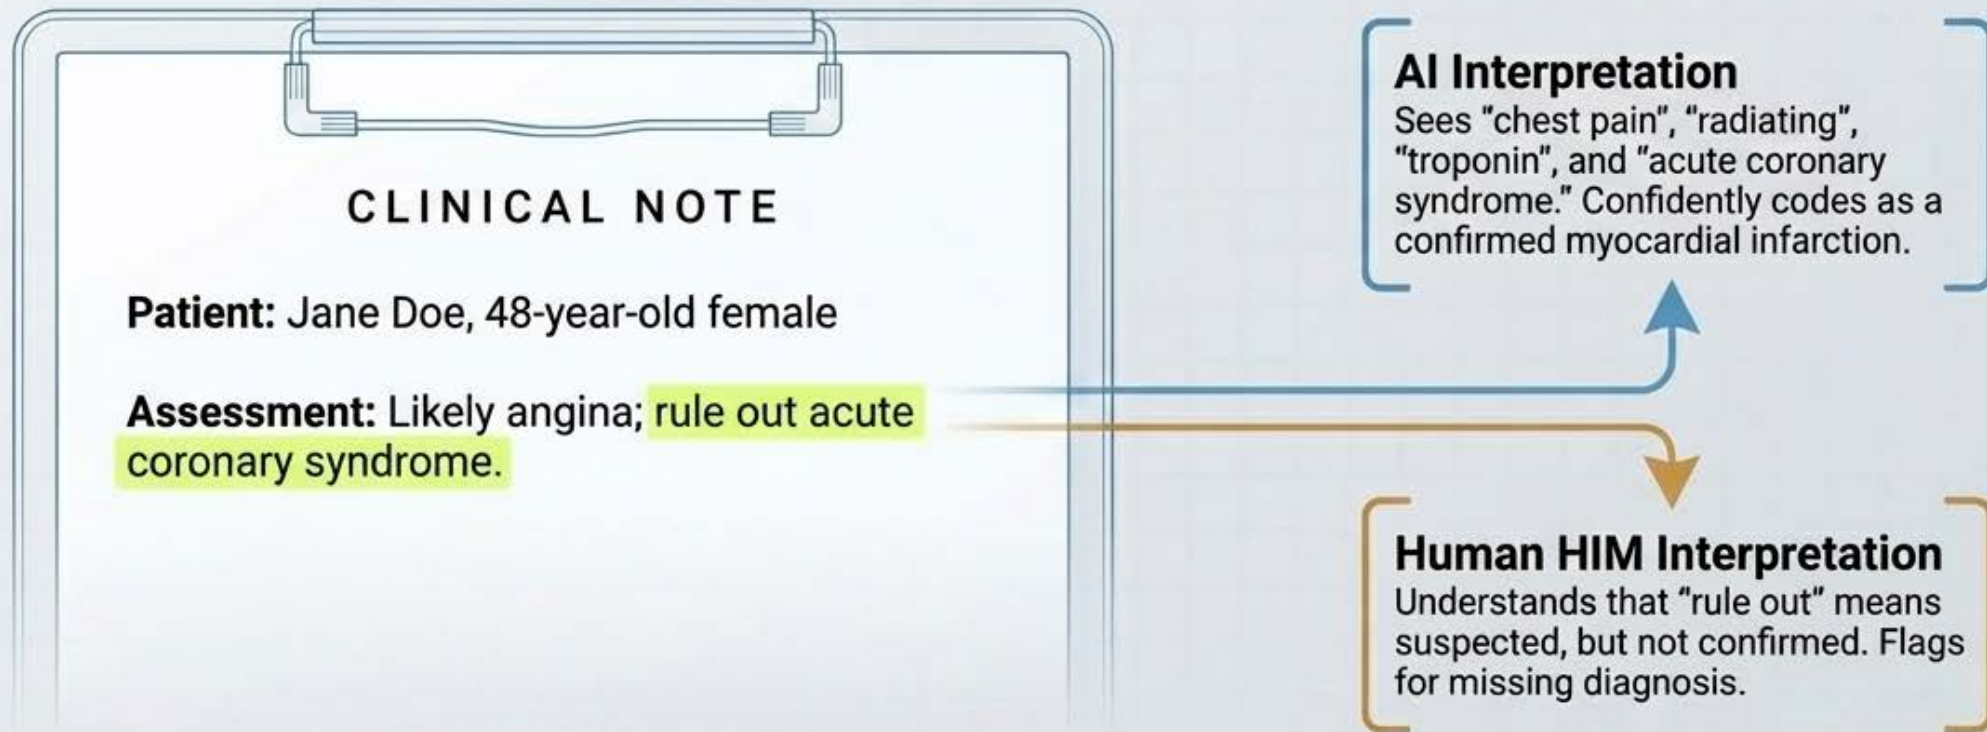 CLINICAL NOTE
Patient: Jane Doe, 48-year-old female
Assessment: Likely angina; rule out acute
coronary syndrome.
AI Interpretation
Sees "chest pain", "radiating",
"troponin", and "acute coronary
syndrome." Confidently codes as a
confirmed myocardial infarction.
Human HIM Interpretation
Understands that "rule out" means
suspected, but not confirmed. Flags
for missing diagnosis.